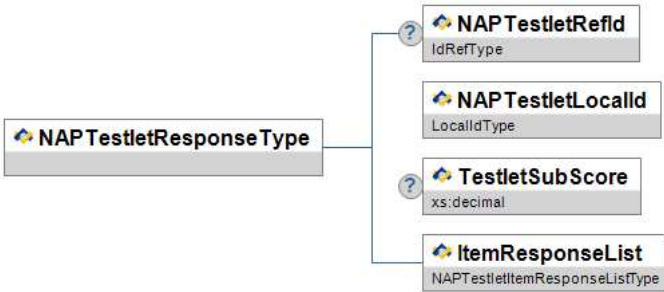 NAPTestletRefId
IdRefType
NAPTestletLocalId
LocalIdType
NAPTestletResponseType
TestletSubScore
xs:decimal
ItemResponseList
NAPTestletItemResponseListType
?
?